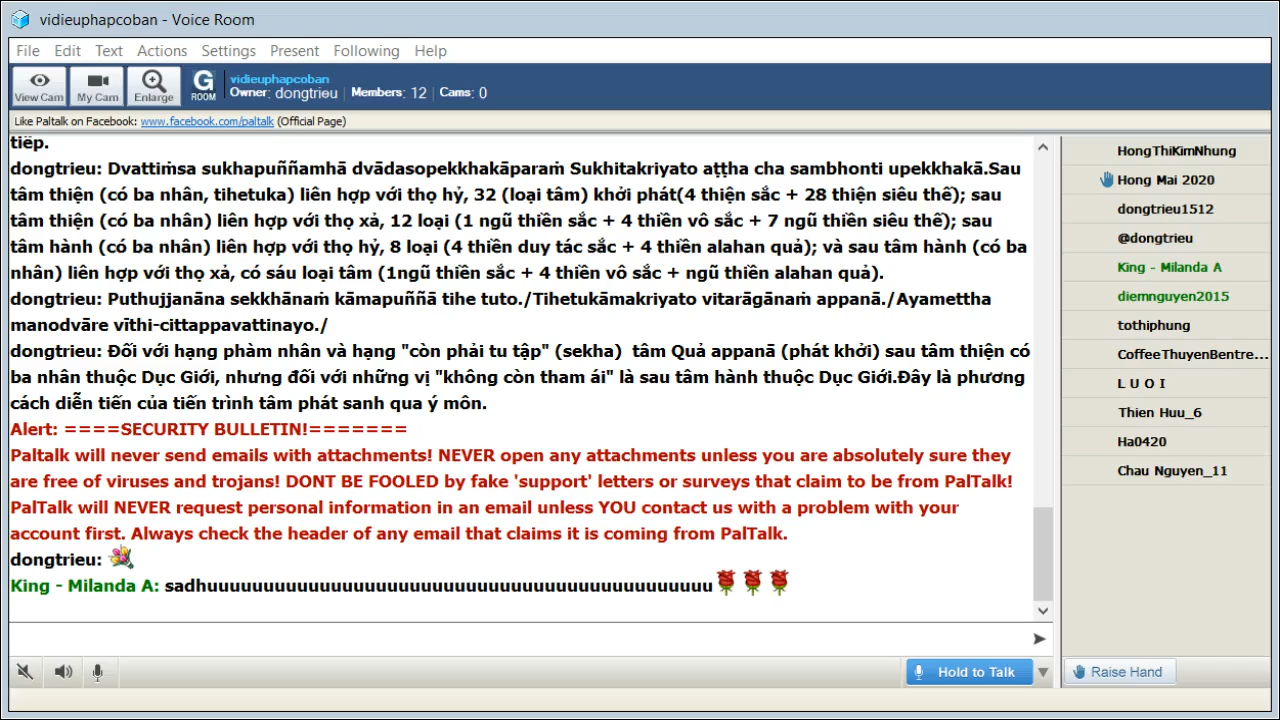 vidieuphapcoban - Voice Room
File Edit Text Actions Settings Present Following Help
View Cam My Cam Enlarge G ROOM
vidieuphapcoban
Owner: dongtrieu Members: 12 Cams: 0
Like Paltalk on Facebook: www.facebook.com/paltalk (Official Page)
tiếp.
dongtrieu: Dvattiṁsa sukhapuññamhā dvādasopekkhakāparaṁ Sukhitakriyato aṭṭha cha sambhonti upekkhakā.Sau
tâm thiện (có ba nhân, tihetuka) liên hợp với thọ hỷ, 32 (loại tâm) khởi phát(4 thiện sắc + 28 thiện siêu thế); sau
tâm thiện (có ba nhân) liên hợp với thọ xả, 12 loại (1 ngũ thiền sắc + 4 thiền vô sắc + 7 ngũ thiền siêu thế); sau
tâm hành (có ba nhân) liên hợp với thọ hỷ, 8 loại (4 thiền duy tác sắc + 4 thiền alahan quả); và sau tâm hành (có ba
nhân) liên hợp với thọ xả, có sáu loại tâm (1ngũ thiền sắc + 4 thiền vô sắc + ngũ thiền alahan quả).
dongtrieu: Puthujjanāna sekkhānaṁ kāmapuññā tihe tuto./Tihetukāmakriyato vitarāgānaṁ appanā./Ayamettha
manodvāre vīthi-cittappavattinayo./
dongtrieu: Đối với hạng phàm nhân và hạng "còn phải tu tập" (sekha) tâm Quả appanā (phát khởi) sau tâm thiện có
ba nhân thuộc Dục Giới, nhưng đối với những vị "không còn tham ái" là sau tâm hành thuộc Dục Giới.Đây là phương
cách diễn tiến của tiến trình tâm phát sanh qua ý môn.
Alert: ====SECURITY BULLETIN!=======
Paltalk will never send emails with attachments! NEVER open any attachments unless you are absolutely sure they
are free of viruses and trojans! DONT BE FOOLED by fake 'support' letters or surveys that claim to be from PalTalk!
PalTalk will NEVER request personal information in an email unless YOU contact us with a problem with your
account first. Always check the header of any email that claims it is coming from PalTalk.
dongtrieu:
King - Milanda A: sadhuuuuuuuuuuuuuuuuuuuuuuuuuuuuuuuuuuuuuuuuuuuuu
HongThiKimNhung
Hong Mai 2020
dongtrieu1512
@dongtrieu
King - Milanda A
diemnguyen2015
tothiphung
CoffeeThuyenBentre...
L U O I
Thien Huu_6
Ha0420
Chau Nguyen_11
Hold to Talk
Raise Hand